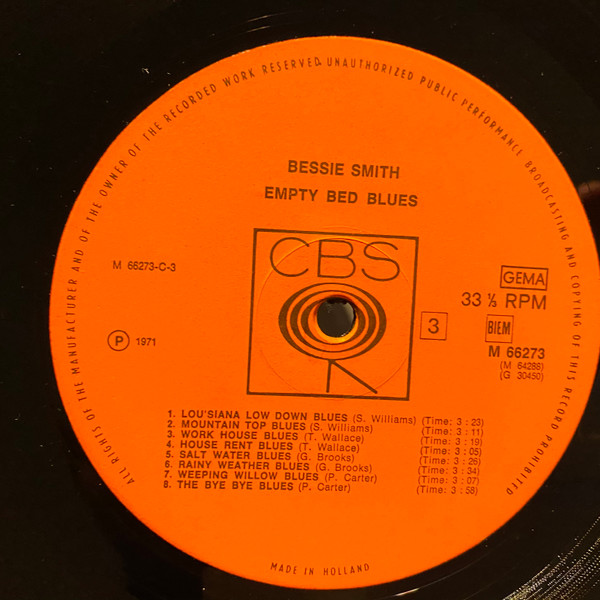 ALL RIGHTS OF THE MANUFACTURER AND OF THE OWNER OF THE RECORDED WORK RESERVED. UNAUTHORIZED PUBLIC PERFORMANCE BROADCASTING AND COPYING OF THIS RECORD PROHIBITED
BESSIE SMITH
EMPTY BED BLUES
CBS
M 66273-C-3
GEMA
33 ⅓ RPM
3
BIEM
Ⓟ 1971
M 66273
(M 64288)
(G 30450)
1. LOU'SIANA LOW DOWN BLUES (S. Williams) (Time: 3 : 23)
2. MOUNTAIN TOP BLUES (S. Williams) (Time: 3 : 11)
3. WORK HOUSE BLUES (T. Wallace) (Time: 3 : 19)
4. HOUSE RENT BLUES (T. Wallace) (Time: 3 : 05)
5. SALT WATER BLUES (G. Brooks) (Time: 3 : 26)
6. RAINY WEATHER BLUES (G. Brooks) (Time: 3 : 34)
7. WEEPING WILLOW BLUES (P. Carter) (Time: 3 : 07)
8. THE BYE BYE BLUES (P. Carter) (Time: 3 : 58)
MADE IN HOLLAND